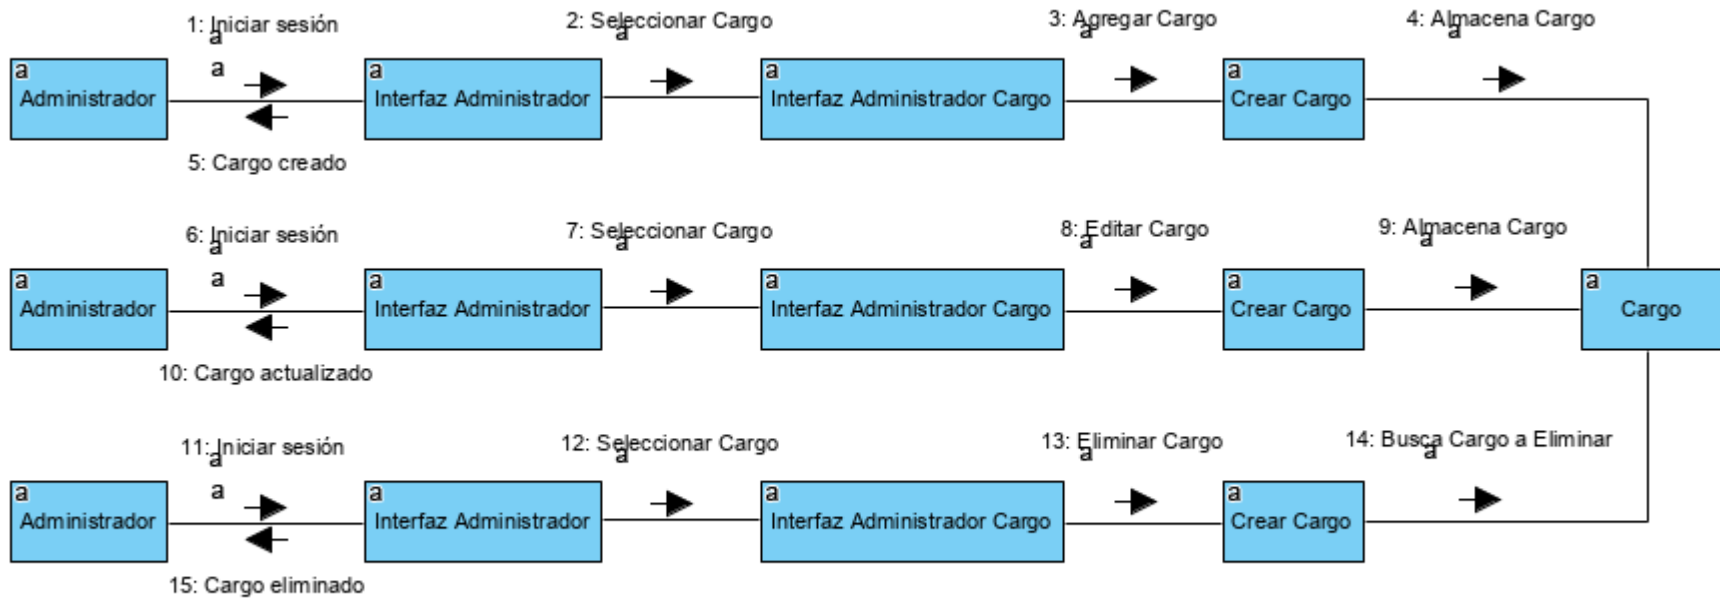 1: Iniciar sesión
2: Seleccionar Cargo
3: Agregar Cargo
4: Almacena Cargo
a
a
a
a
a
a
Administrador
a
Interfaz Administrador
a
Interfaz Administrador Cargo
a
Crear Cargo
5: Cargo creado
6: Iniciar sesión
7: Seleccionar Cargo
8: Editar Cargo
9: Almacena Cargo
a
a
a
a
a
a
Administrador
a
Interfaz Administrador
a
Interfaz Administrador Cargo
a
Crear Cargo
a
Cargo
10: Cargo actualizado
11: Iniciar sesión
12: Seleccionar Cargo
13: Eliminar Cargo
14: Busca Cargo a Eliminar
a
a
a
a
a
a
Administrador
a
Interfaz Administrador
a
Interfaz Administrador Cargo
a
Crear Cargo
15: Cargo eliminado